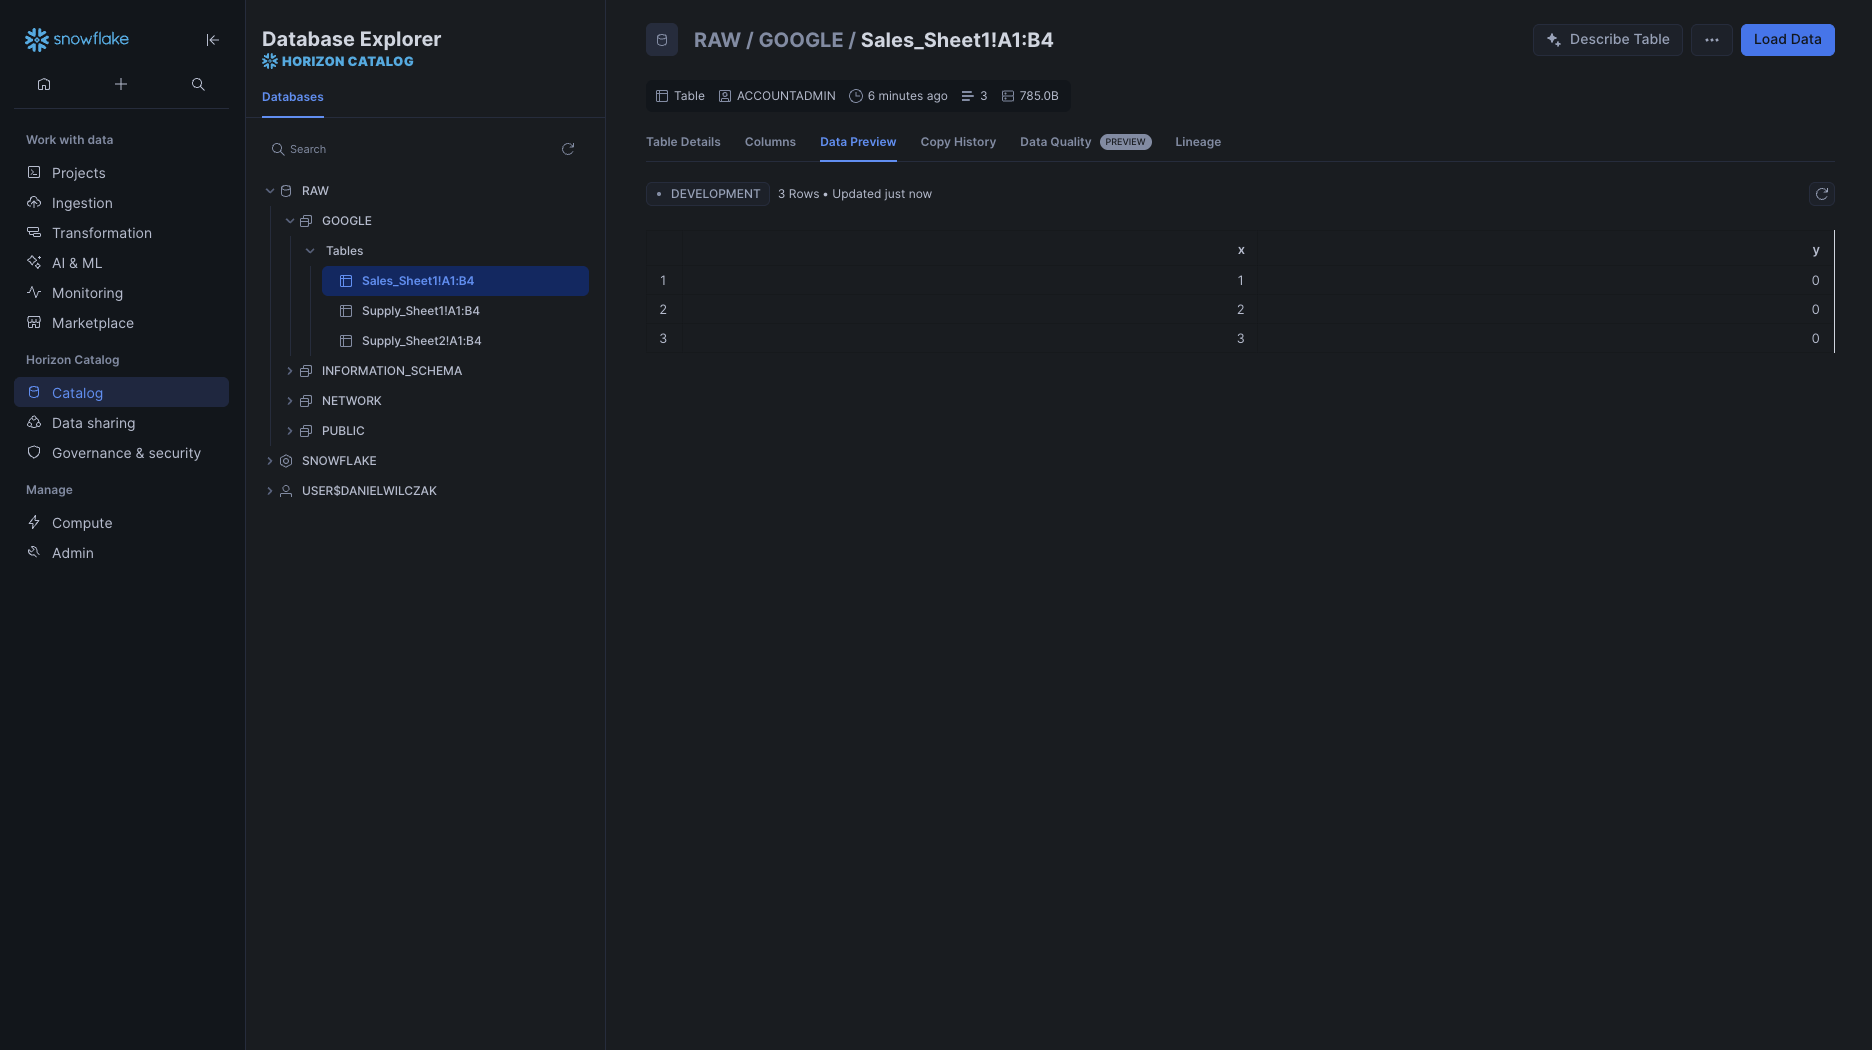 snowflake
Work with data
Projects
Ingestion
Transformation
AI & ML
Monitoring
Marketplace
Horizon Catalog
Catalog
Data sharing
Governance & security
Manage
Compute
Admin
Database Explorer
HORIZON CATALOG
Databases
Search
RAW
GOOGLE
Tables
Sales_Sheet1!A1:B4
Supply_Sheet1!A1:B4
Supply_Sheet2!A1:B4
INFORMATION_SCHEMA
NETWORK
PUBLIC
SNOWFLAKE
USER$DANIELWILCZAK
RAW / GOOGLE / Sales_Sheet1!A1:B4
Describe Table ... Load Data
Table ACCOUNTADMIN 6 minutes ago 3 785.0B
Table Details Columns Data Preview Copy History Data Quality PREVIEW Lineage
• DEVELOPMENT 3 Rows • Updated just now
x y
1 1 0
2 2 0
3 3 0